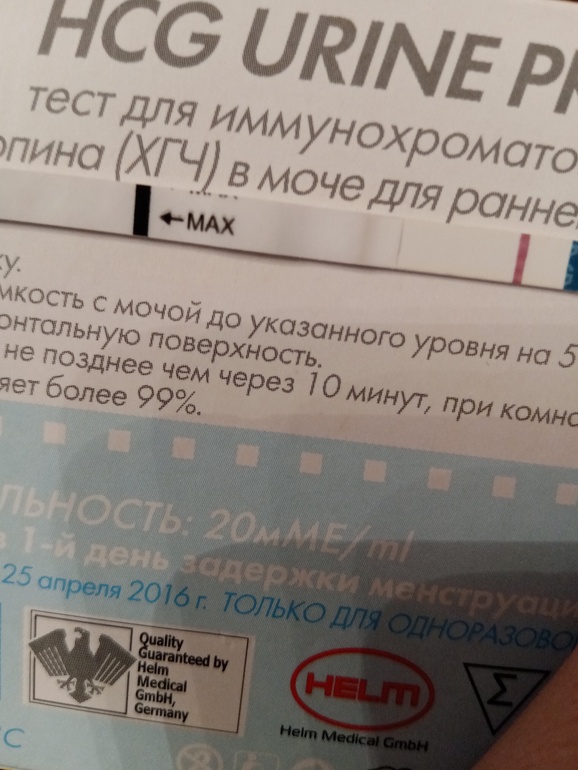 HCG URINE
тест для иммунохромато
опина (ХГЧ) в моче для ранне
←MAX
ку.
мкость с мочой до указанного уровня на 5
онтальную поверхность.
не позднее чем через 10 минут, при комна
яет более 99%.
ЛЬНОСТЬ: 20мМЕ/ml
в 1-й день задержки менструаци
25 апреля 2016 г. ТОЛЬКО ДЛЯ ОДНОРАЗОВО
Quality
Guaranteed by
Helm
Medical
GmbH,
Germany
HELM
Helm Medical GmbH
Σ